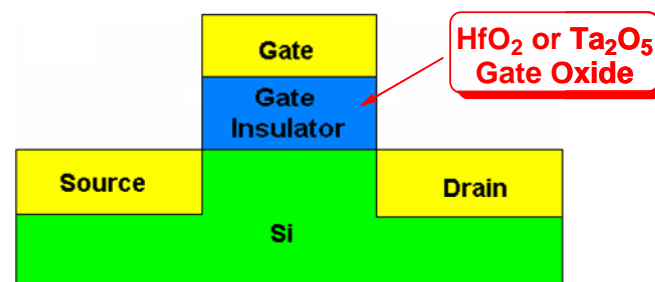 Gate
HfO₂ or Ta₂O₅
Gate Oxide
Gate
Insulator
Source
Drain
Si